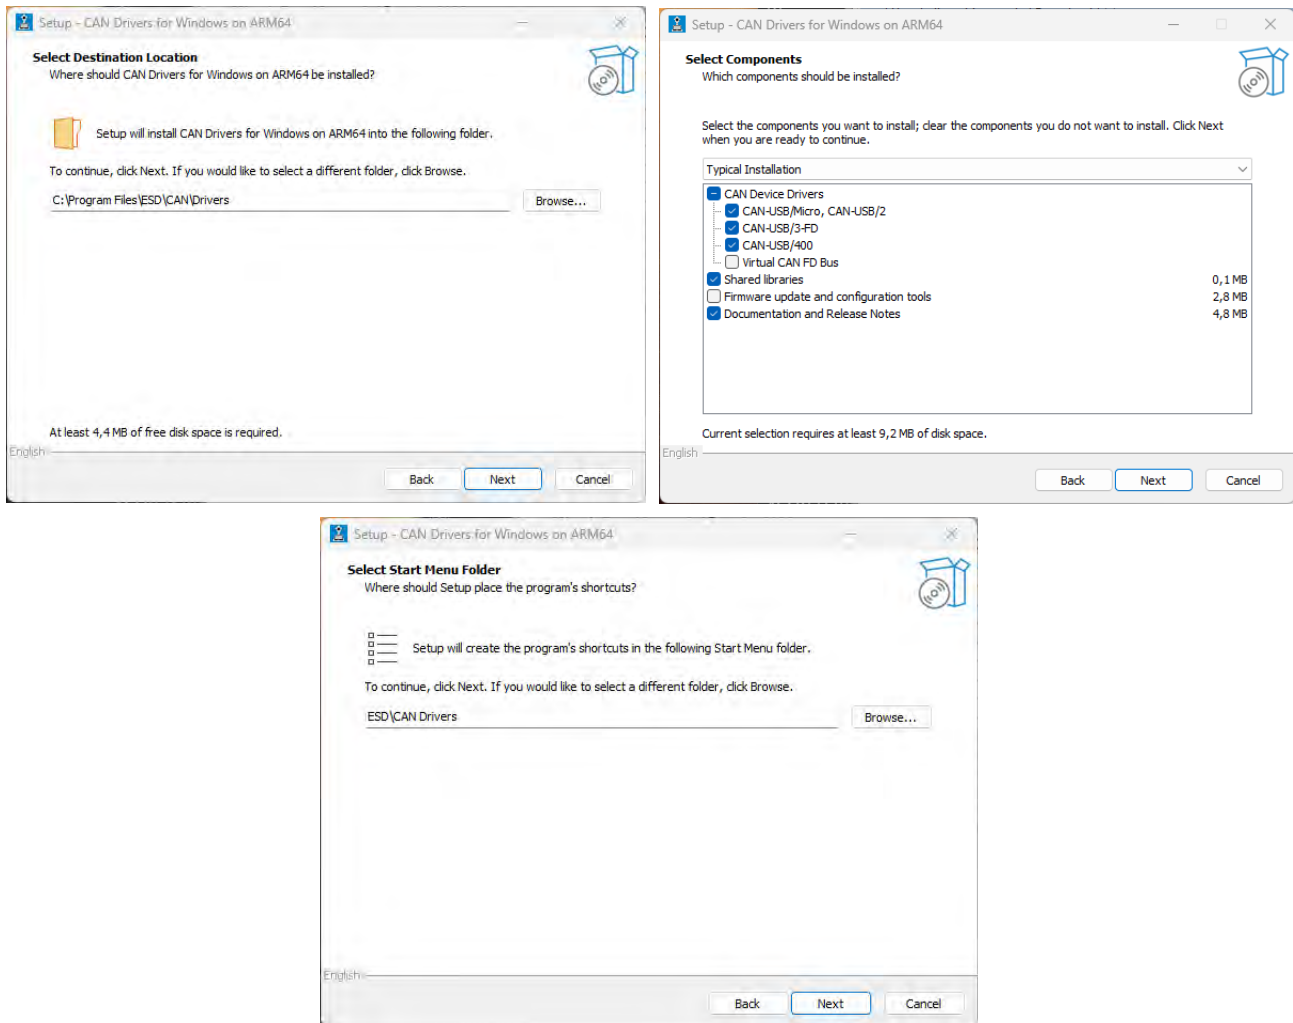 Setup - CAN Drivers for Windows on ARM64
Select Destination Location
Where should CAN Drivers for Windows on ARM64 be installed?
Setup will install CAN Drivers for Windows on ARM64 into the following folder.
To continue, click Next. If you would like to select a different folder, click Browse.
C:\Program Files\ESD\CAN\Drivers
Browse...
At least 4,4 MB of free disk space is required.
English
Back
Next
Cancel
Setup - CAN Drivers for Windows on ARM64
Select Components
Which components should be installed?
Select the components you want to install; clear the components you do not want to install. Click Next
when you are ready to continue.
Typical Installation
CAN Device Drivers
CAN-USB/Micro, CAN-USB/2
CAN-USB/3-FD
CAN-USB/400
Virtual CAN FD Bus
Shared libraries 0,1 MB
Firmware update and configuration tools 2,8 MB
Documentation and Release Notes 4,8 MB
Current selection requires at least 9,2 MB of disk space.
English
Back
Next
Cancel
Setup - CAN Drivers for Windows on ARM64
Select Start Menu Folder
Where should Setup place the program's shortcuts?
Setup will create the program's shortcuts in the following Start Menu folder.
To continue, click Next. If you would like to select a different folder, click Browse.
ESD\CAN Drivers
Browse...
English
Back
Next
Cancel